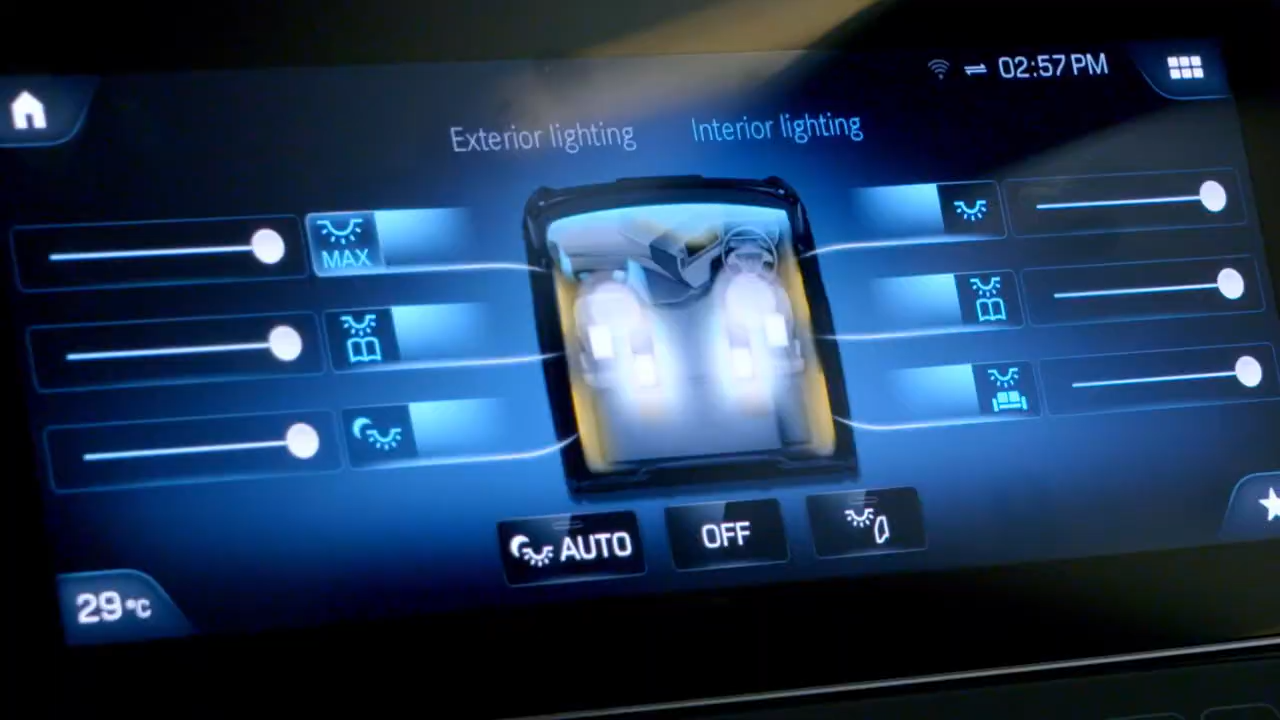 02:57 PM
Exterior lighting
Interior lighting
MAX
AUTO
OFF
29°C